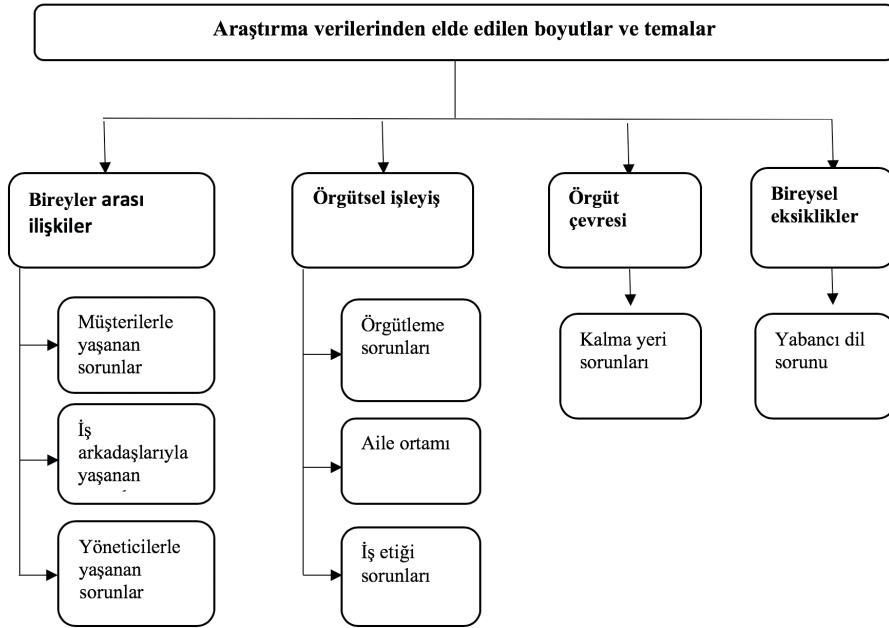 Araştırma verilerinden elde edilen boyutlar ve temalar
Bireyler arası
ilişkiler
Örgütsel işleyiş
Örgüt
çevresi
Bireysel
eksiklikler
Müşterilerle
yaşanan
sorunlar
İş
arkadaşlarıyla
yaşanan
Yöneticilerle
yaşanan
sorunlar
Örgütleme
sorunları
Aile ortamı
İş etiği
sorunları
Kalma yeri
sorunları
Yabancı dil
sorunu